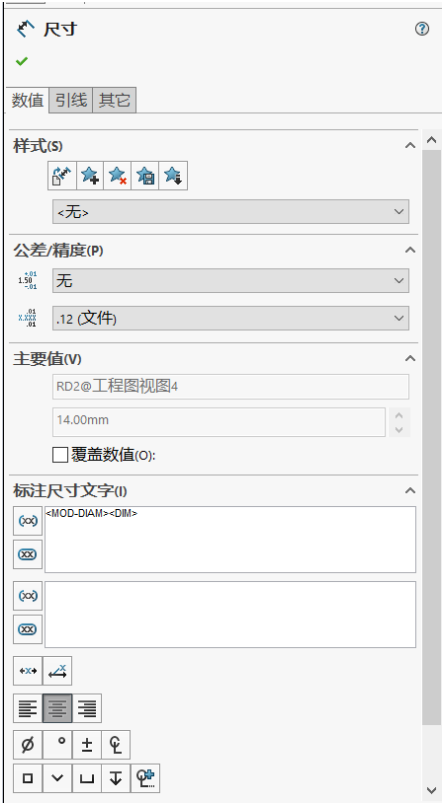 尺寸
数值 引线 其它
样式(S)
<无>
公差/精度(P)
无
.12 (文件)
主要值(V)
RD2@工程图视图4
14.00mm
覆盖数值(O):
标注尺寸文字(I)
<MOD-DIAM><DIM>